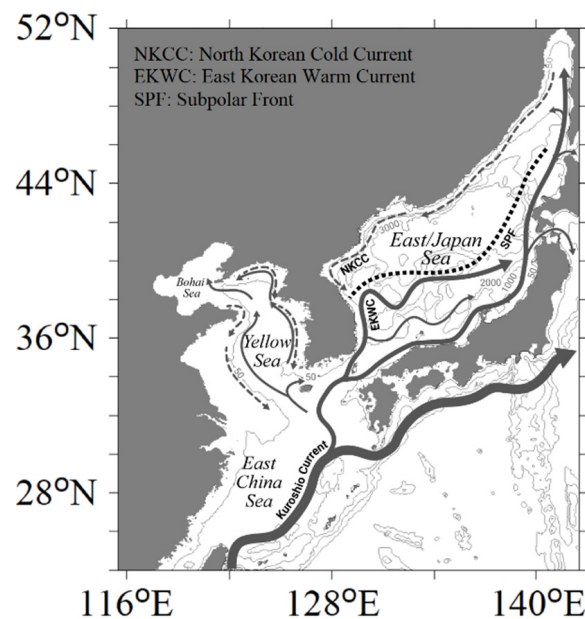 52°N
NKCC: North Korean Cold Current
EKWC: East Korean Warm Current
SPF: Subpolar Front
44°N
3000
East/Japan
Sea
SPF
NKCC
Bohai
Sea
EKWC
2000
1000
50
36°N
Yellow
Sea
50
50
East
China
Sea
Kuroshio Current
28°N
116°E
128°E
140°E